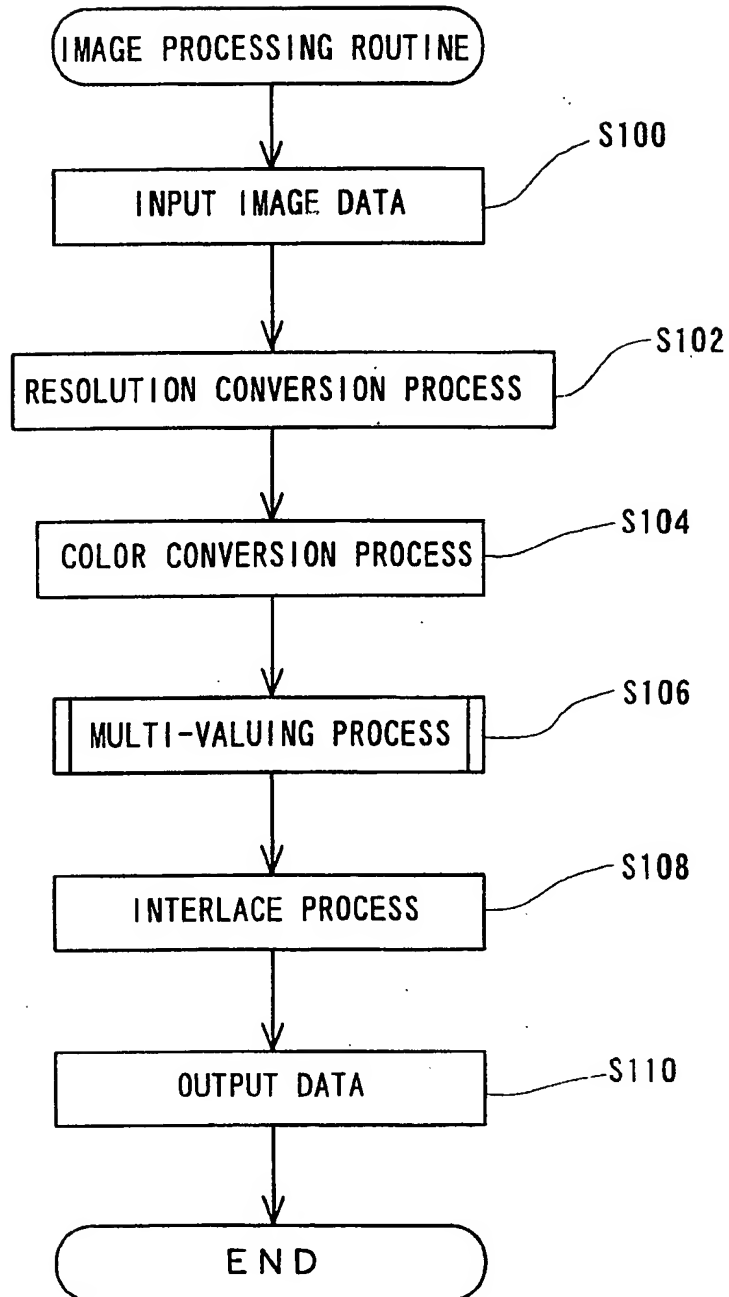 IMAGE PROCESSING ROUTINE
S100
INPUT IMAGE DATA
S102
RESOLUTION CONVERSION PROCESS
S104
COLOR CONVERSION PROCESS
S106
MULTI-VALUING PROCESS
S108
INTERLACE PROCESS
S110
OUTPUT DATA
END